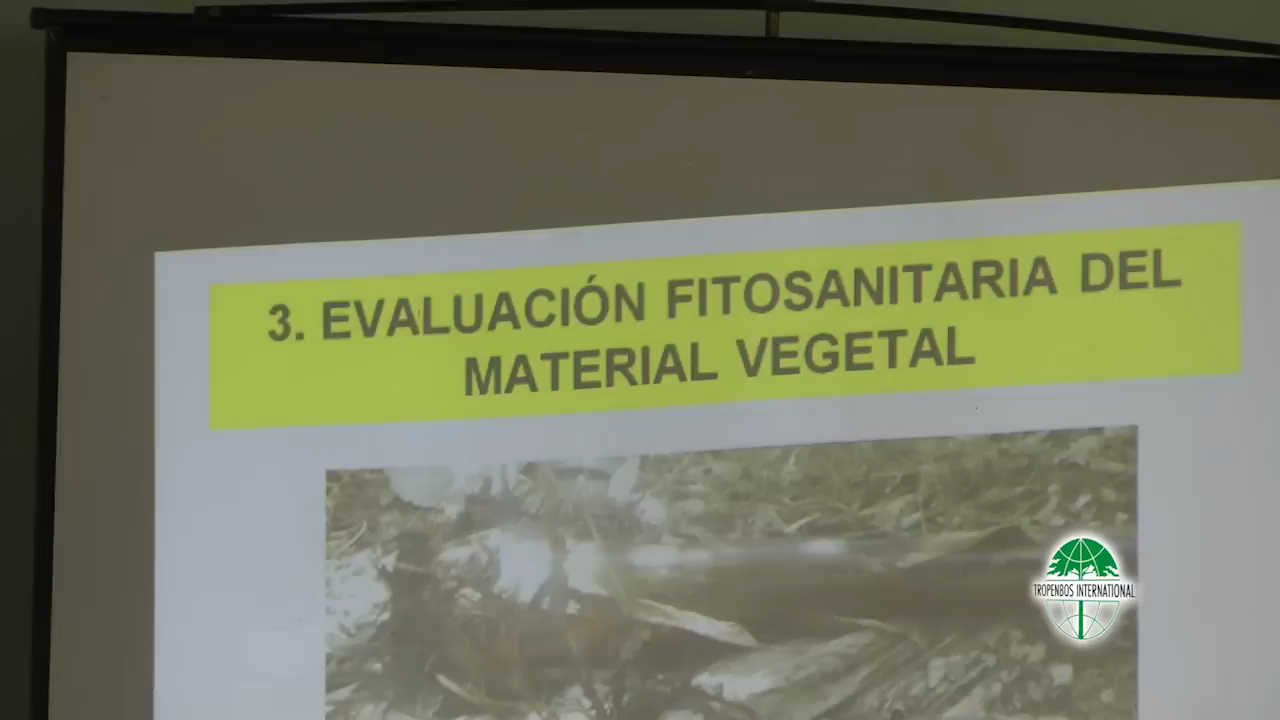 3. EVALUACIÓN FITOSANITARIA DEL
MATERIAL VEGETAL
TROPENBOS INTERNATIONAL